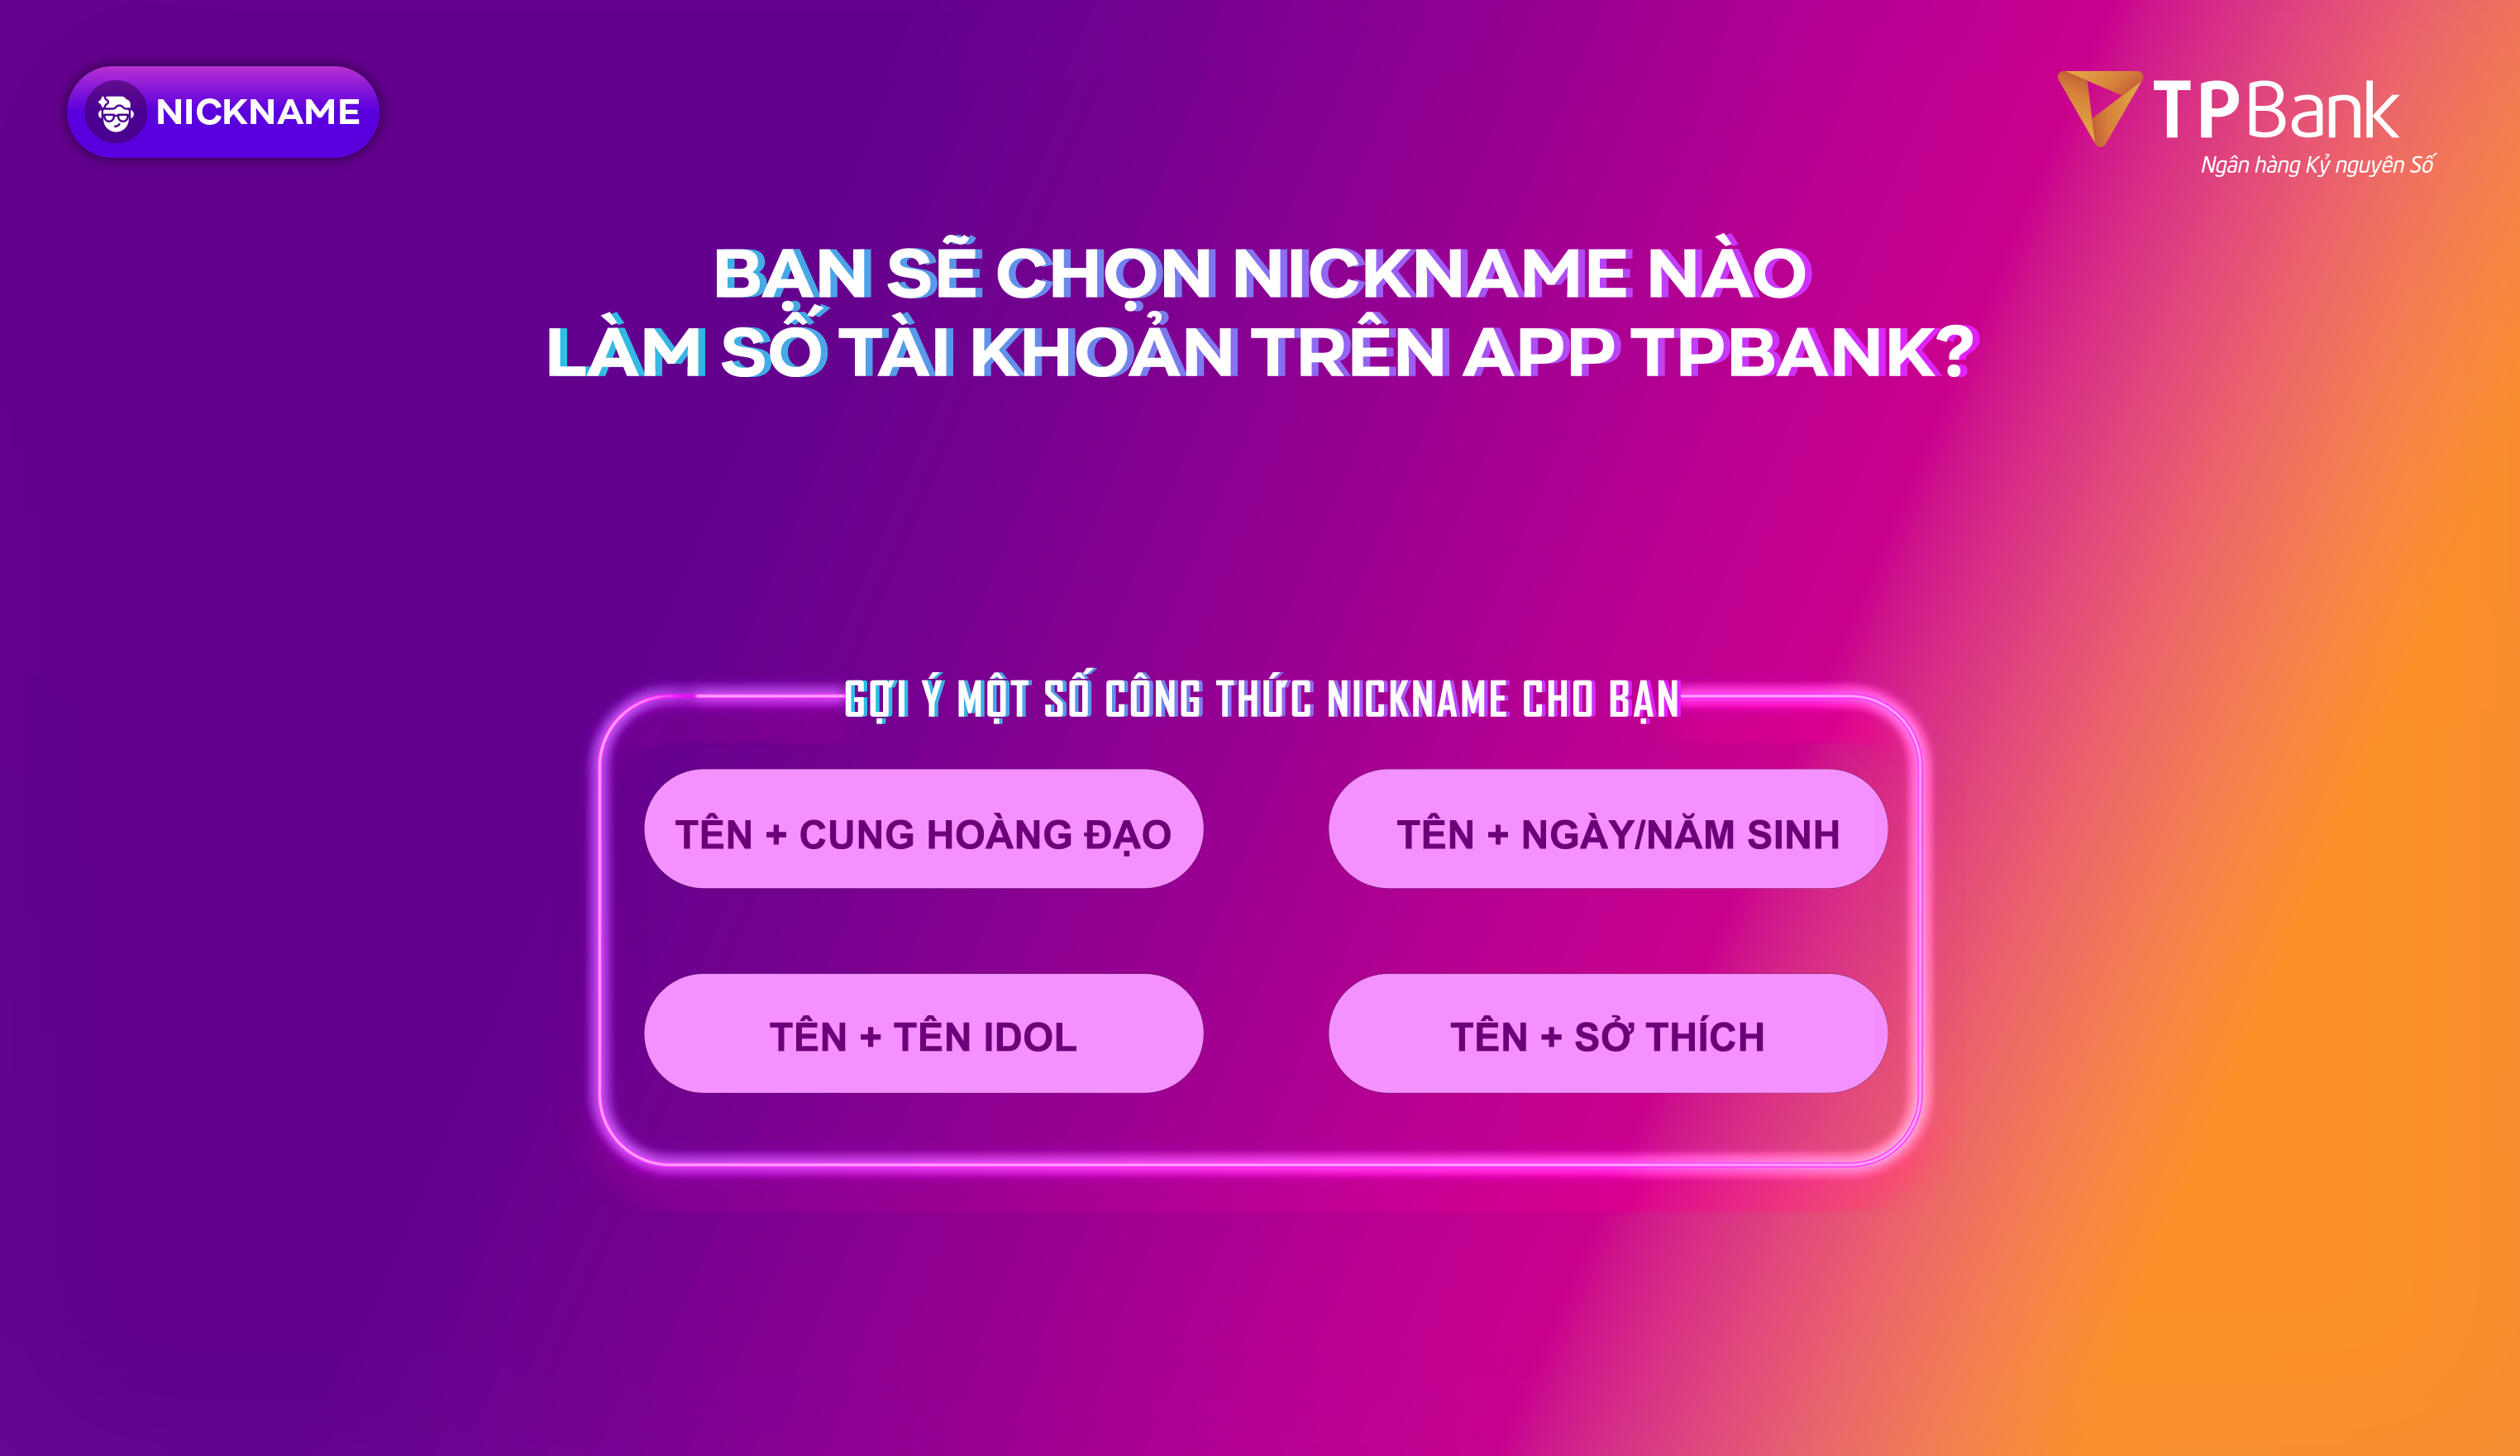 NICKNAME
TPBank
Ngân hàng Kỷ nguyên Số
BẠN SẼ CHỌN NICKNAME NÀO
LÀM SỐ TÀI KHOẢN TRÊN APP TPBANK?
GỢI Ý MỘT SỐ CÔNG THỨC NICKNAME CHO BẠN
TÊN + CUNG HOÀNG ĐẠO
TÊN + NGÀY/NĂM SINH
TÊN + TÊN IDOL
TÊN + SỞ THÍCH